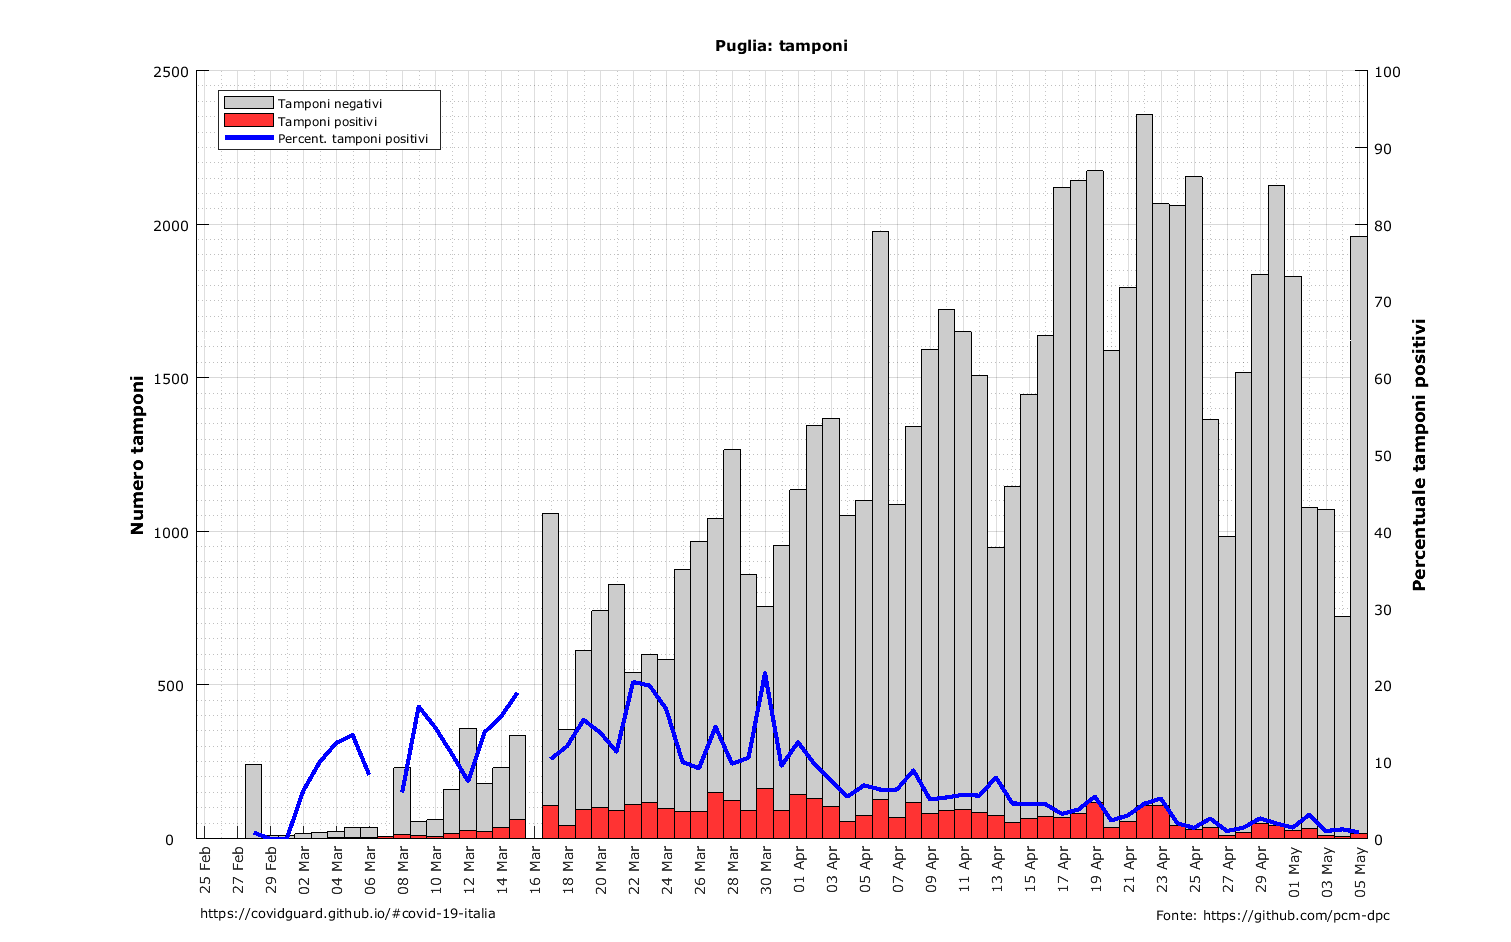 Puglia: tamponi
Tamponi negativi
Tamponi positivi
Percent. tamponi positivi
Numero tamponi
2500
2000
1500
1000
500
0
Percentuale tamponi positivi
100
90
80
70
60
50
40
30
20
10
0
25 Feb
27 Feb
29 Feb
02 Mar
04 Mar
06 Mar
08 Mar
10 Mar
12 Mar
14 Mar
16 Mar
18 Mar
20 Mar
22 Mar
24 Mar
26 Mar
28 Mar
30 Mar
01 Apr
03 Apr
05 Apr
07 Apr
09 Apr
11 Apr
13 Apr
15 Apr
17 Apr
19 Apr
21 Apr
23 Apr
25 Apr
27 Apr
29 Apr
01 May
03 May
05 May
https://covidguard.github.io/#covid-19-italia
Fonte: https://github.com/pcm-dpc